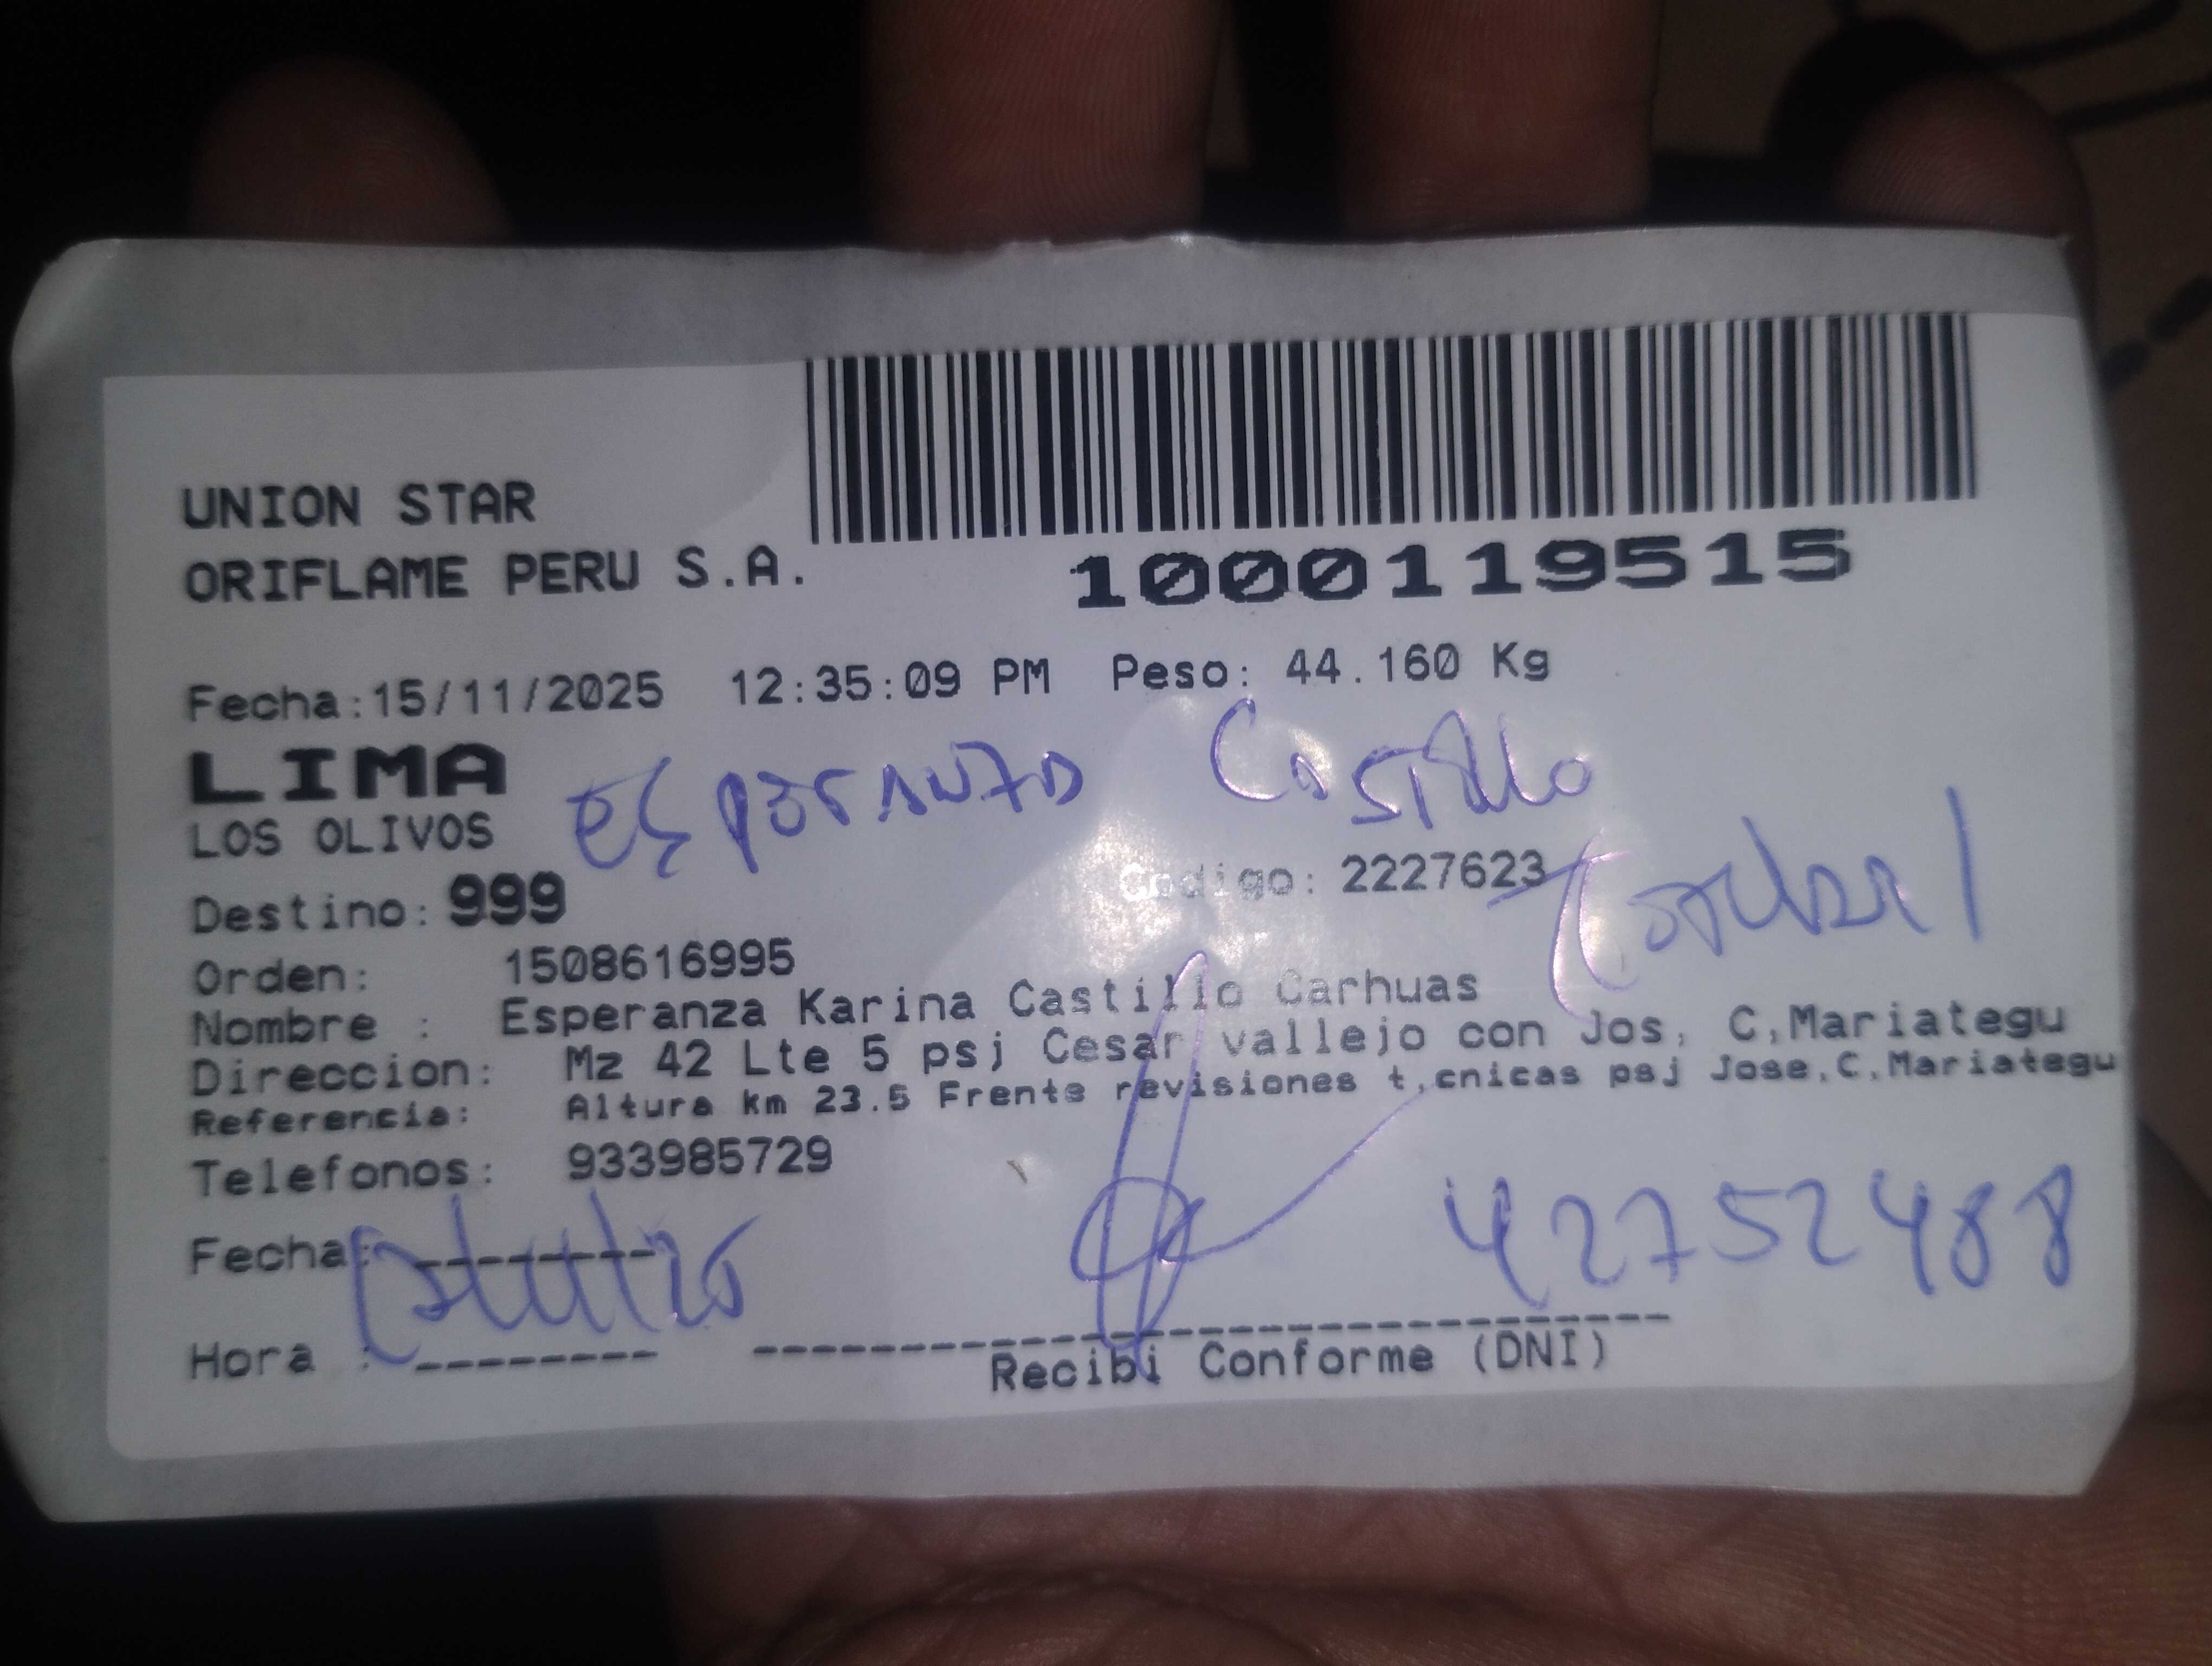 UNION STAR
ORIFLAME PERU S.A.
1000119515
Fecha:15/11/2025 12:35:09 PM Peso: 44.160 Kg
LIMA
LOS OLIVOS
Esperanza Castillo
Destino: 999
Codigo: 2227623
Orden: 1508616995
Nombre : Esperanza Karina Castillo Carhuas
Direccion: Mz 42 Lte 5 psj Cesar vallejo con Jos, C,Mariategu
Referencia: Altura km 23.5 Frente revisiones t,cnicas psj Jose,C,Mariategu
Telefonos: 933985729
42752488
Fecha:
Hora :
Recibi Conforme (DNI)